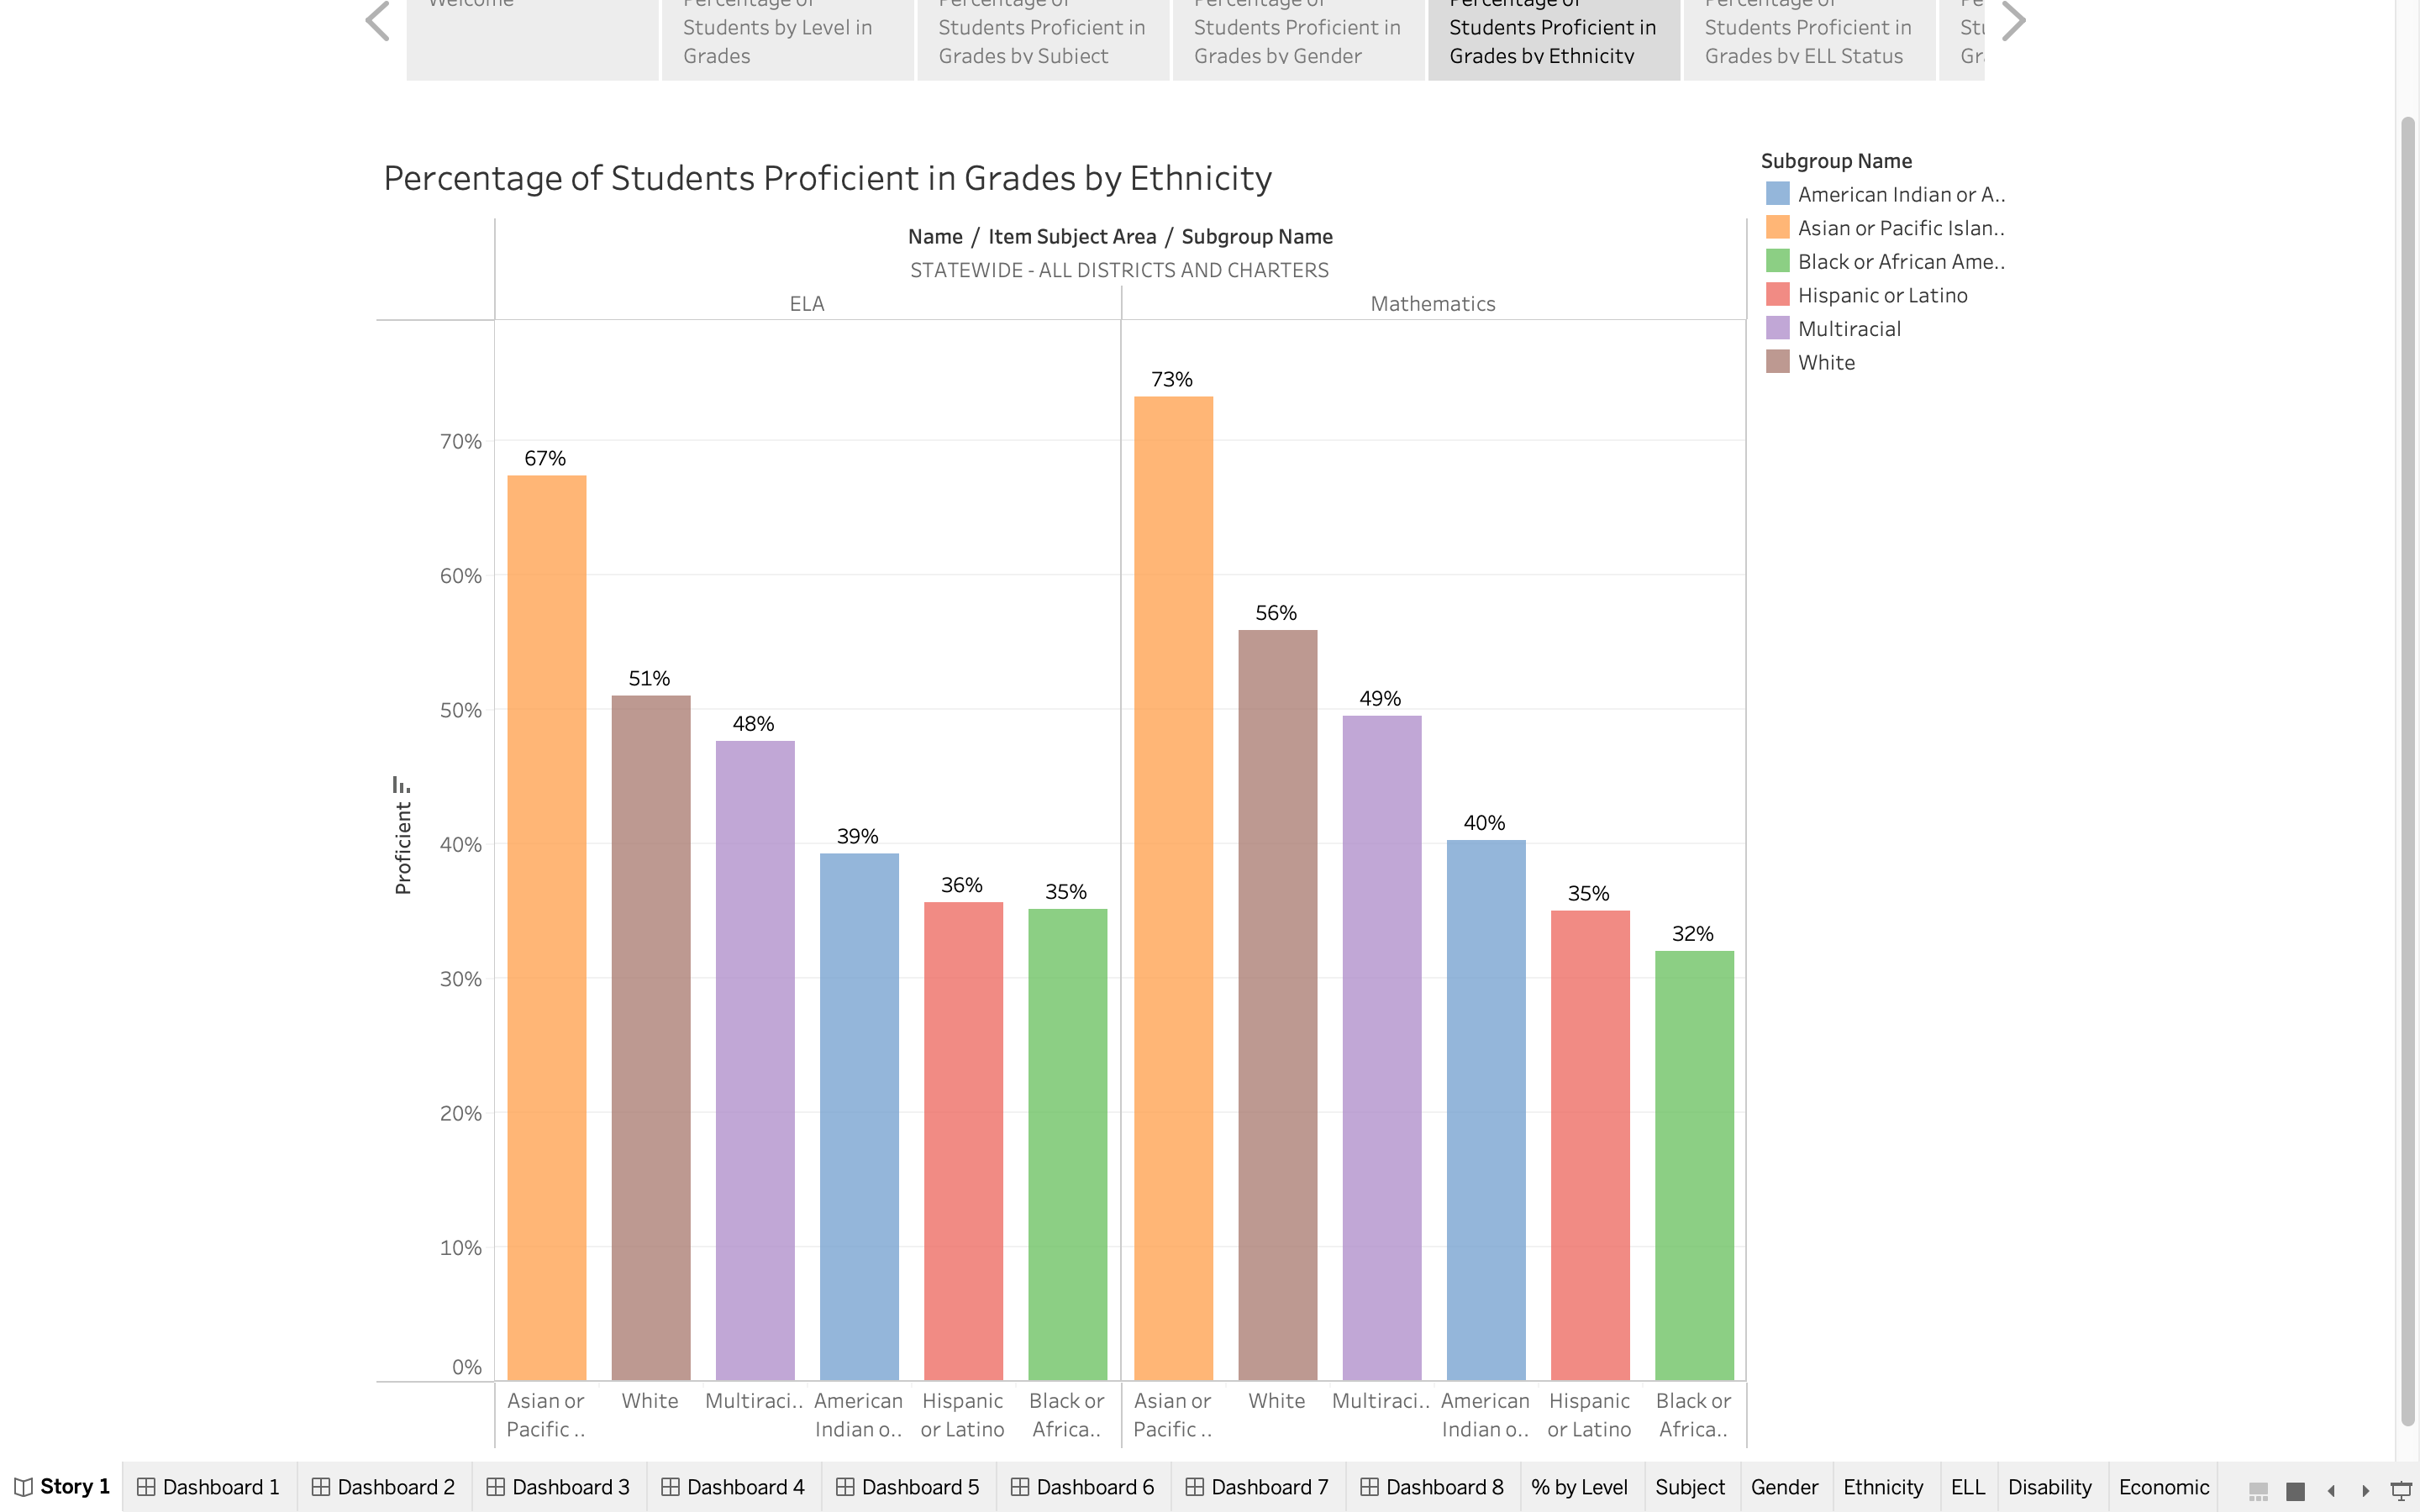 Welcome
Percentage of
Students by Level in
Grades
Percentage of
Students Proficient in
Grades by Subject
Percentage of
Students Proficient in
Grades by Gender
Percentage of
Students Proficient in
Grades by Ethnicity
Percentage of
Students Proficient in
Grades by ELL Status
Percentage of Students Proficient in Grades by Ethnicity
Name / Item Subject Area / Subgroup Name
STATEWIDE - ALL DISTRICTS AND CHARTERS
ELA
Mathematics
Subgroup Name
American Indian or A..
Asian or Pacific Islan..
Black or African Ame..
Hispanic or Latino
Multiracial
White
Proficient
70%
60%
50%
40%
30%
20%
10%
0%
67%
51%
48%
39%
36%
35%
73%
56%
49%
40%
35%
32%
Asian or
Pacific ..
White
Multiraci..
American
Indian o..
Hispanic
or Latino
Black or
Africa..
Asian or
Pacific ..
White
Multiraci..
American
Indian o..
Hispanic
or Latino
Black or
Africa..
Story 1
Dashboard 1
Dashboard 2
Dashboard 3
Dashboard 4
Dashboard 5
Dashboard 6
Dashboard 7
Dashboard 8
% by Level
Subject
Gender
Ethnicity
ELL
Disability
Economic